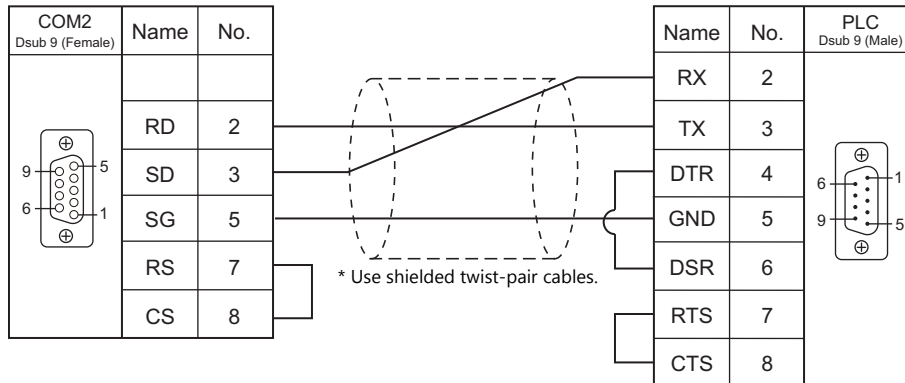 COM2
Dsub 9 (Female)
Name No.
RD 2
SD 3
SG 5
RS 7
CS 8
9 5
6 1
* Use shielded twist-pair cables.
Name No.
PLC
Dsub 9 (Male)
RX 2
TX 3
DTR 4
GND 5
DSR 6
RTS 7
CTS 8
6 1
9 5